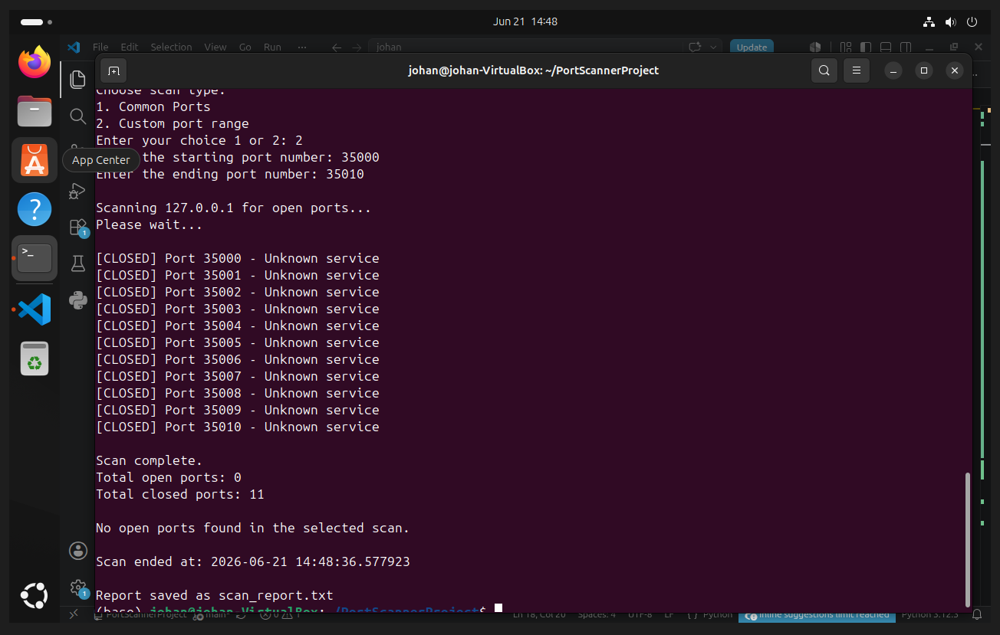 Jun 21 14:48
File Edit Selection View Go Run ··· johan Update
johan@johan-VirtualBox: ~/PortScannerProject
Choose scan type:
1. Common Ports
2. Custom port range
Enter your choice 1 or 2: 2
App Center
the starting port number: 35000
Enter the ending port number: 35010
Scanning 127.0.0.1 for open ports...
Please wait...
[CLOSED] Port 35000 - Unknown service
[CLOSED] Port 35001 - Unknown service
[CLOSED] Port 35002 - Unknown service
[CLOSED] Port 35003 - Unknown service
[CLOSED] Port 35004 - Unknown service
[CLOSED] Port 35005 - Unknown service
[CLOSED] Port 35006 - Unknown service
[CLOSED] Port 35007 - Unknown service
[CLOSED] Port 35008 - Unknown service
[CLOSED] Port 35009 - Unknown service
[CLOSED] Port 35010 - Unknown service
Scan complete.
Total open ports: 0
Total closed ports: 11
No open ports found in the selected scan.
Scan ended at: 2026-06-21 14:48:36.577923
Report saved as scan_report.txt
(base) johan@johan-VirtualBox:~/PortScannerProject$
PortScannerProject main* 0 1 Ln 18, Col 20 Spaces: 4 UTF-8 LF {} Python Inline suggestions limit reached Python 3.12.3
1
1